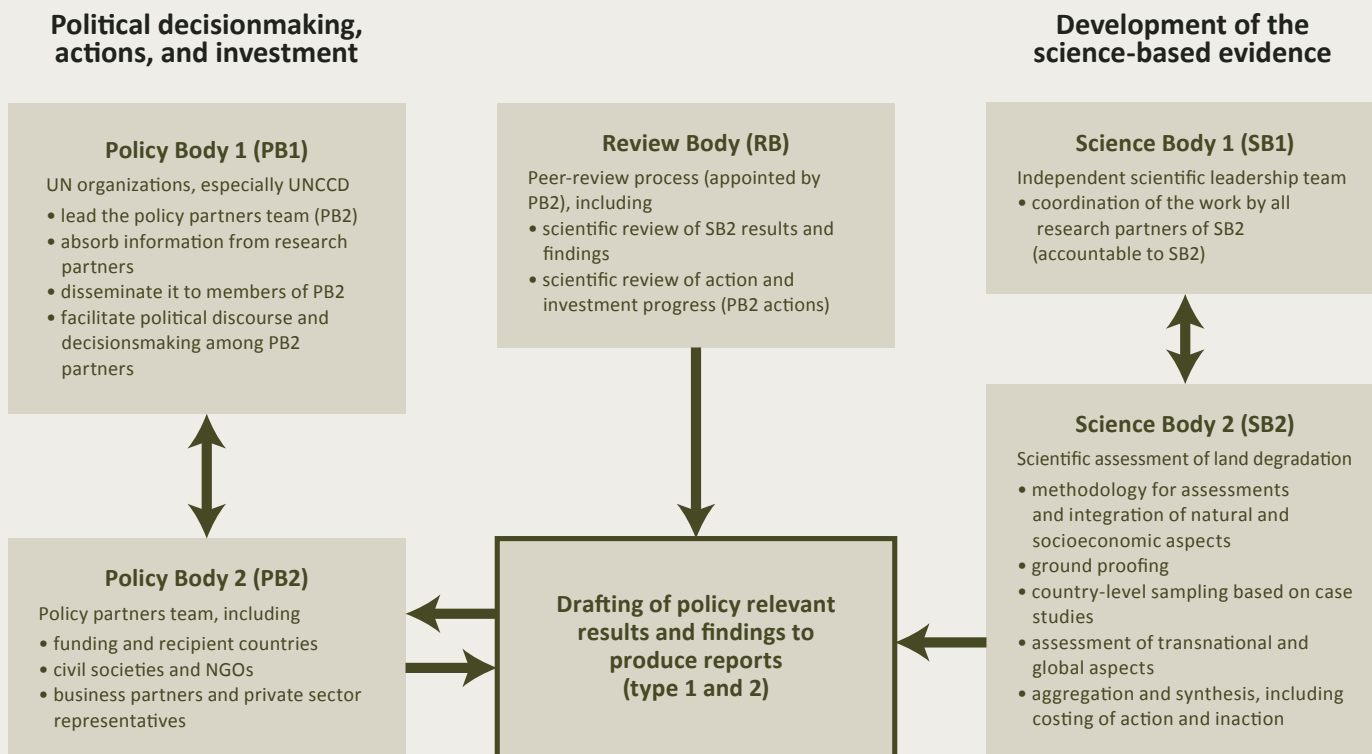 Political decisionmaking,
actions, and investment
Development of the
science-based evidence
Policy Body 1 (PB1)
UN organizations, especially UNCCD
• lead the policy partners team (PB2)
• absorb information from research
partners
• disseminate it to members of PB2
• facilitate political discourse and
decisionsmaking among PB2
partners
Review Body (RB)
Peer-review process (appointed by
PB2), including
• scientific review of SB2 results and
findings
• scientific review of action and
investment progress (PB2 actions)
Science Body 1 (SB1)
Independent scientific leadership team
• coordination of the work by all
research partners of SB2
(accountable to SB2)
Policy Body 2 (PB2)
Policy partners team, including
• funding and recipient countries
• civil societies and NGOs
• business partners and private sector
representatives
Drafting of policy relevant
results and findings to
produce reports
(type 1 and 2)
Science Body 2 (SB2)
Scientific assessment of land degradation
• methodology for assessments
and integration of natural and
socioeconomic aspects
• ground proofing
• country-level sampling based on case
studies
• assessment of transnational and
global aspects
• aggregation and synthesis, including
costing of action and inaction